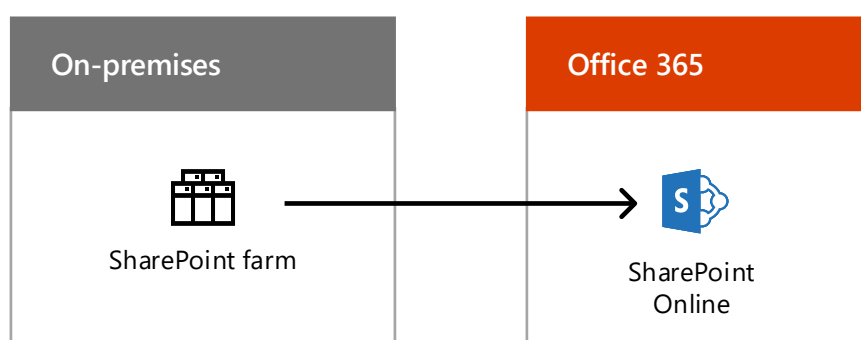 On-premises
Office 365
SharePoint farm
S
SharePoint
Online